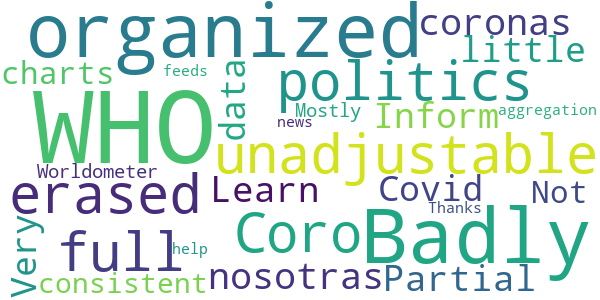 organized
coronas
little
charts
feeds
data
politics
WHO
Mostly
Inform
aggregation
news
unadjustable
Worldometer
erased
Learn
Covid
Not
Thanks
Very
full
help
Coro
Badly
consistent
nosotras
Partial